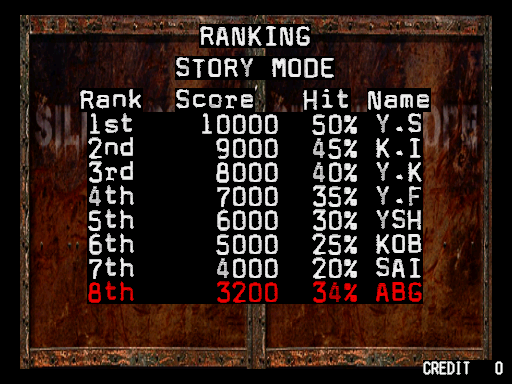 RANKING
STORY MODE
Rank Score Hit Name
1st 10000 50% Y.S
2nd 9000 45% K.I
3rd 8000 40% Y.K
4th 7000 35% Y.F
5th 6000 30% YSH
6th 5000 25% KOB
7th 4000 20% SAI
8th 3200 34% ABG
CREDIT 0